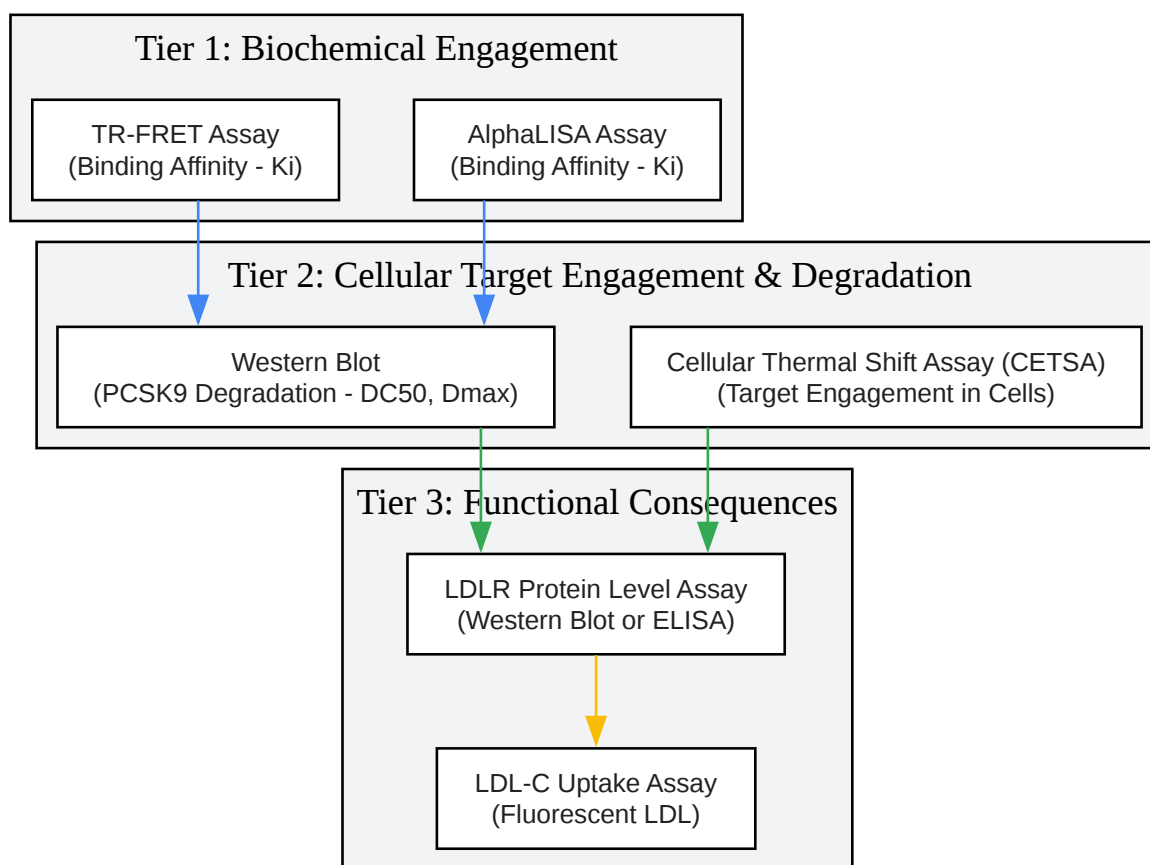 Tier 1: Biochemical Engagement
TR-FRET Assay
(Binding Affinity - Ki)
AlphaLISA Assay
(Binding Affinity - Ki)
Tier 2: Cellular Target Engagement & Degradation
Western Blot
(PCSK9 Degradation - DC50, Dmax)
Cellular Thermal Shift Assay (CETSA)
(Target Engagement in Cells)
Tier 3: Functional Consequences
LDLR Protein Level Assay
(Western Blot or ELISA)
LDL-C Uptake Assay
(Fluorescent LDL)